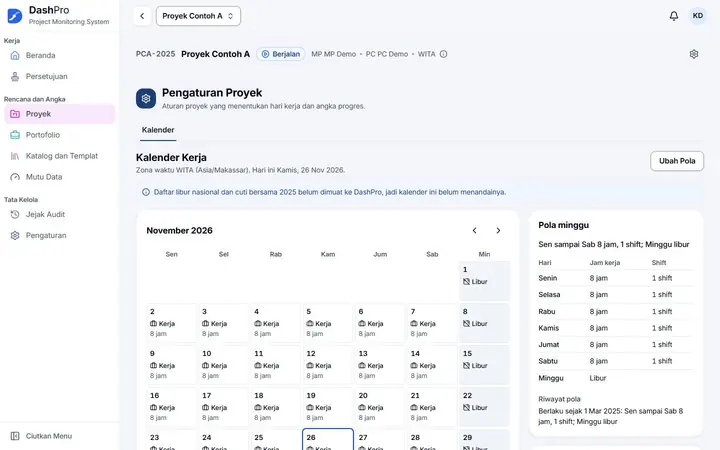 DashPro
Project Monitoring System
Proyek Contoh A
KD
Kerja
Beranda
Persetujuan
Rencana dan Angka
Proyek
Portofolio
Katalog dan Templat
Mutu Data
Tata Kelola
Jejak Audit
Pengaturan
Ciutkan Menu
PCA-2025 Proyek Contoh A Berjalan MP MP Demo • PC PC Demo • WITA
Pengaturan Proyek
Aturan proyek yang menentukan hari kerja dan angka progres.
Kalender
Kalender Kerja
Zona waktu WITA (Asia/Makassar). Hari ini Kamis, 26 Nov 2026.
Ubah Pola
Daftar libur nasional dan cuti bersama 2025 belum dimuat ke DashPro, jadi kalender ini belum menandainya.
November 2026
Sen Sel Rab Kam Jum Sab Min
1
Libur
2 3 4 5 6 7 8
Kerja Kerja Kerja Kerja Kerja Kerja Libur
8 jam 8 jam 8 jam 8 jam 8 jam 8 jam
9 10 11 12 13 14 15
Kerja Kerja Kerja Kerja Kerja Kerja Libur
8 jam 8 jam 8 jam 8 jam 8 jam 8 jam
16 17 18 19 20 21 22
Kerja Kerja Kerja Kerja Kerja Kerja Libur
8 jam 8 jam 8 jam 8 jam 8 jam 8 jam
23 24 25 26 27 28 29
Kerja Kerja Kerja Kerja Kerja Kerja Libur
Pola minggu
Sen sampai Sab 8 jam, 1 shift; Minggu libur
Hari Jam kerja Shift
Senin 8 jam 1 shift
Selasa 8 jam 1 shift
Rabu 8 jam 1 shift
Kamis 8 jam 1 shift
Jumat 8 jam 1 shift
Sabtu 8 jam 1 shift
Minggu Libur
Riwayat pola
Berlaku sejak 1 Mar 2025: Sen sampai Sab 8
jam, 1 shift; Minggu libur